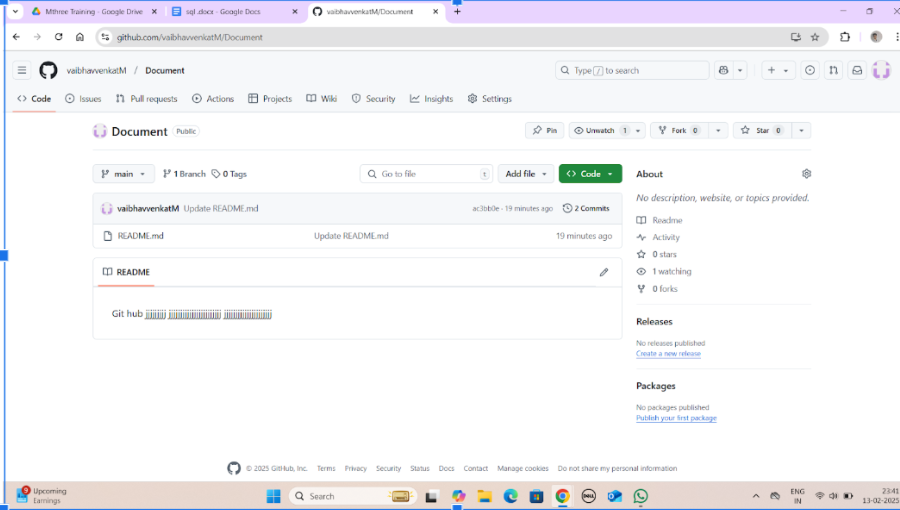 Mthree Training - Google Drive
sql.docx - Google Docs
vaibhavvenkatM/Document
github.com/vaibhavvenkatM/Document
vaibhavvenkatM / Document
Type / to search
Code Issues Pull requests Actions Projects Wiki Security Insights Settings
Document Public
Pin Unwatch 1 Fork 0 Star 0
main 1 Branch 0 Tags Go to file t Add file Code
About
vaibhavvenkatM Update README.md ac3bb0e · 19 minutes ago 2 Commits
No description, website, or topics provided.
README.md Update README.md 19 minutes ago
Readme
Activity
0 stars
1 watching
0 forks
README
Git hub
Releases
No releases published
Create a new release
Packages
No packages published
Publish your first package
© 2025 GitHub, Inc. Terms Privacy Security Status Docs Contact Manage cookies Do not share my personal information
9
Upcoming
Earnings
Search
DELL
ENG
IN
23:41
13-02-2025